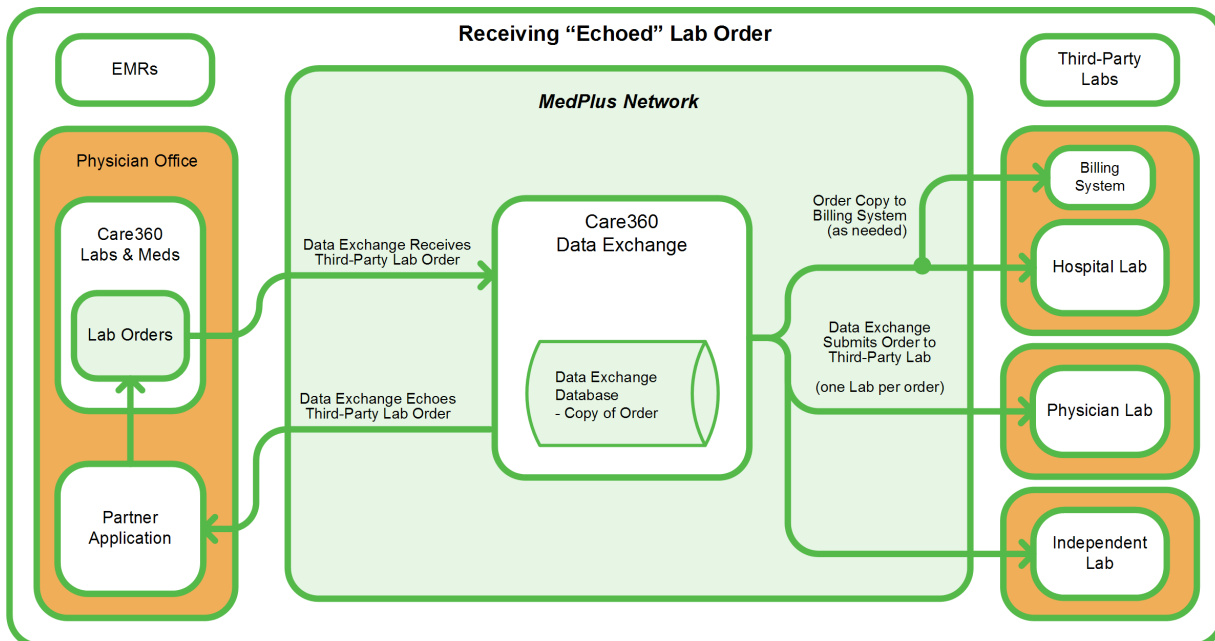 Receiving “Echoed” Lab Order
EMRs
Third-Party
Labs
MedPlus Network
Physician Office
Care360
Labs & Meds
Lab Orders
Partner
Application
Data Exchange Receives
Third-Party Lab Order
Data Exchange Echoes
Third-Party Lab Order
Care360
Data Exchange
Data Exchange
Database
- Copy of Order
Order Copy to
Billing System
(as needed)
Data Exchange
Submits Order to
Third-Party Lab
(one Lab per order)
Billing
System
Hospital Lab
Physician Lab
Independent
Lab